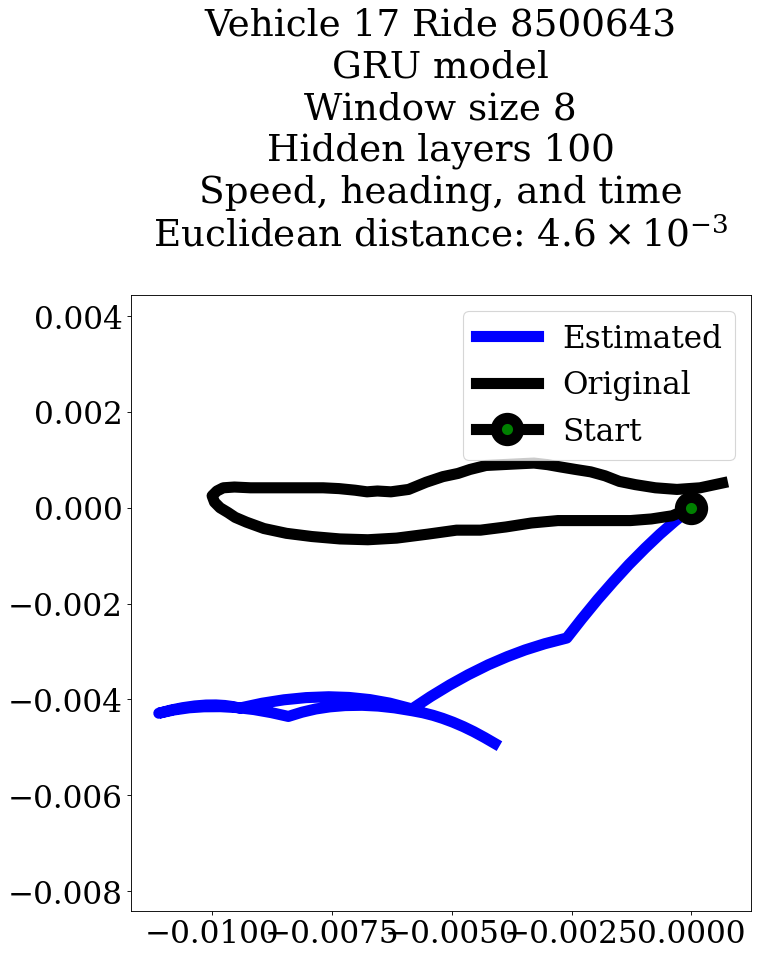 Vehicle 17 Ride 8500643
GRU model
Window size 8
Hidden layers 100
Speed, heading, and time
Euclidean distance: 4.6 × 10⁻³
Estimated
Original
Start
0.004
0.002
0.000
−0.002
−0.004
−0.006
−0.008
−0.0100 −0.0075 −0.0050 −0.0025 0.0000